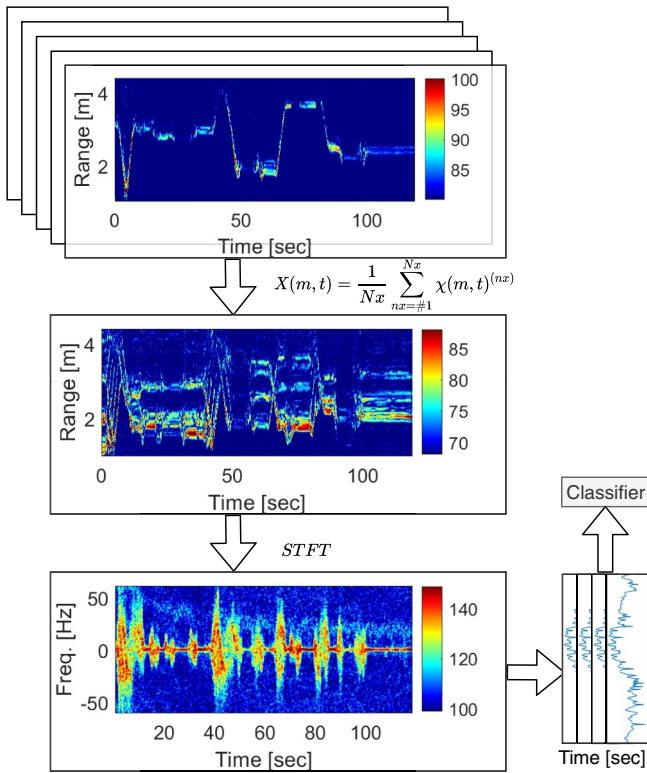 4
2
Range [m]
100
95
90
85
0
50
100
Time [sec]
X(m, t) = \frac{1}{Nx} \sum_{nx=\#1}^{Nx} χ(m, t)^{(nx)}
4
2
Range [m]
85
80
75
70
0
50
100
Time [sec]
STFT
Classifier
50
0
-50
Freq. [Hz]
140
120
100
20
40
60
80
100
Time [sec]
Time [sec]